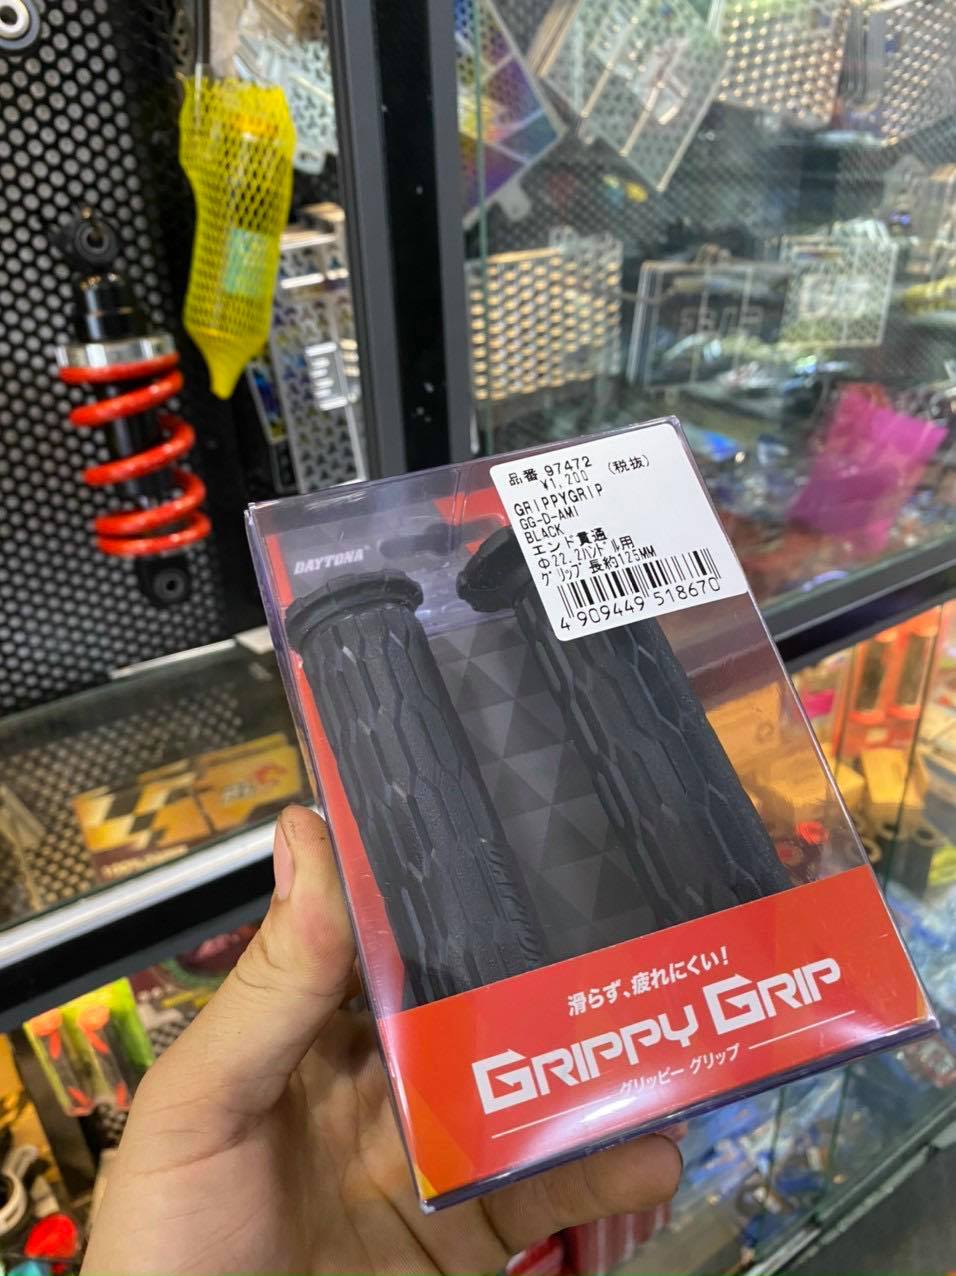 品番 97472 (税抜)
¥1,200
GRIPPYGRIP
GG-D-AMI
BLACK
エンド貫通
Φ22.2ﾊﾝﾄﾞﾙ用
ｸﾞﾘｯﾌﾟ長約125MM
4 909449 518670
DAYTONA
滑らず、疲れにくい!
GRIPPY GRIP
グリッピー グリップ